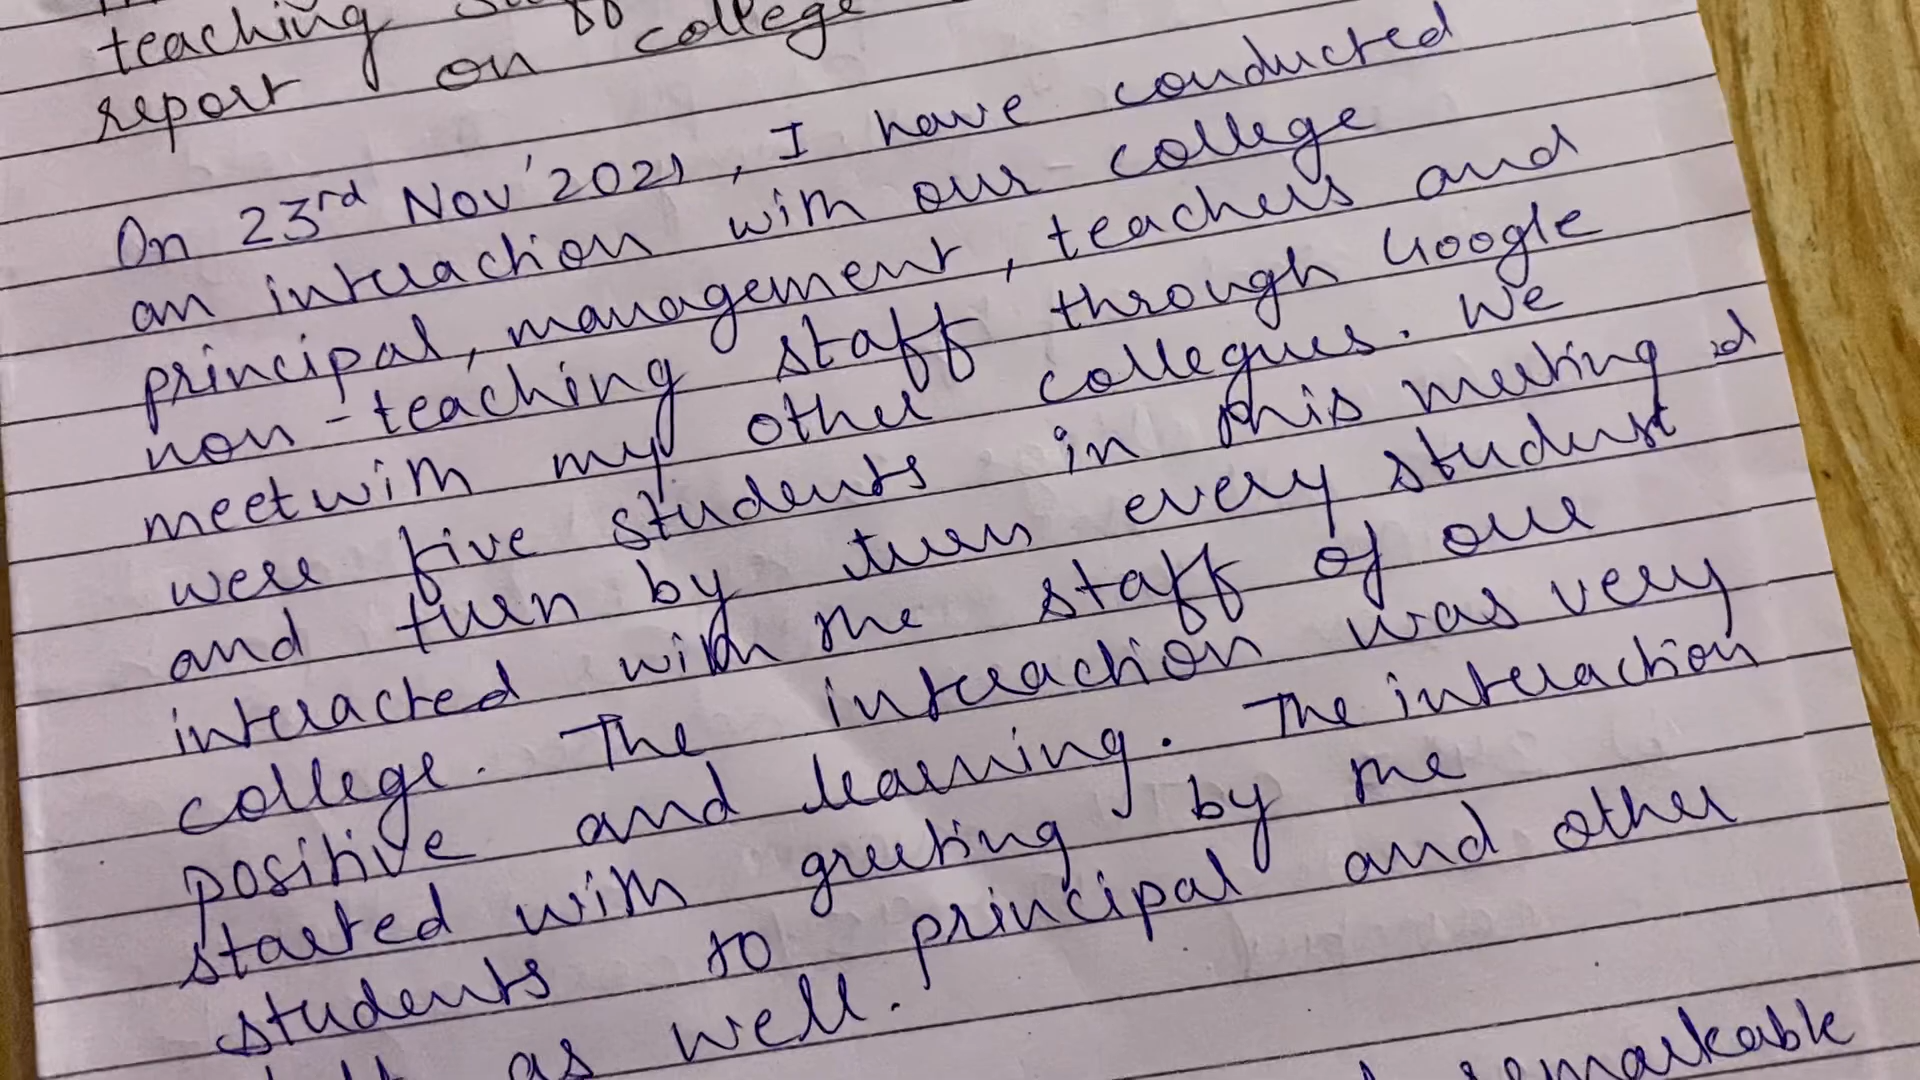 teaching staff
report on college
On 23rd Nov'2021, I have conducted
an interaction with our college
principal, management, teachers and
non-teaching staff through Google
meet with my other collegues. We
were five students in this meeting
and turn by turn every student
interacted with the staff of our
college. The interaction was very
positive and learning. The interaction
started with greeting by the
students to principal and other
as well.
remarkable